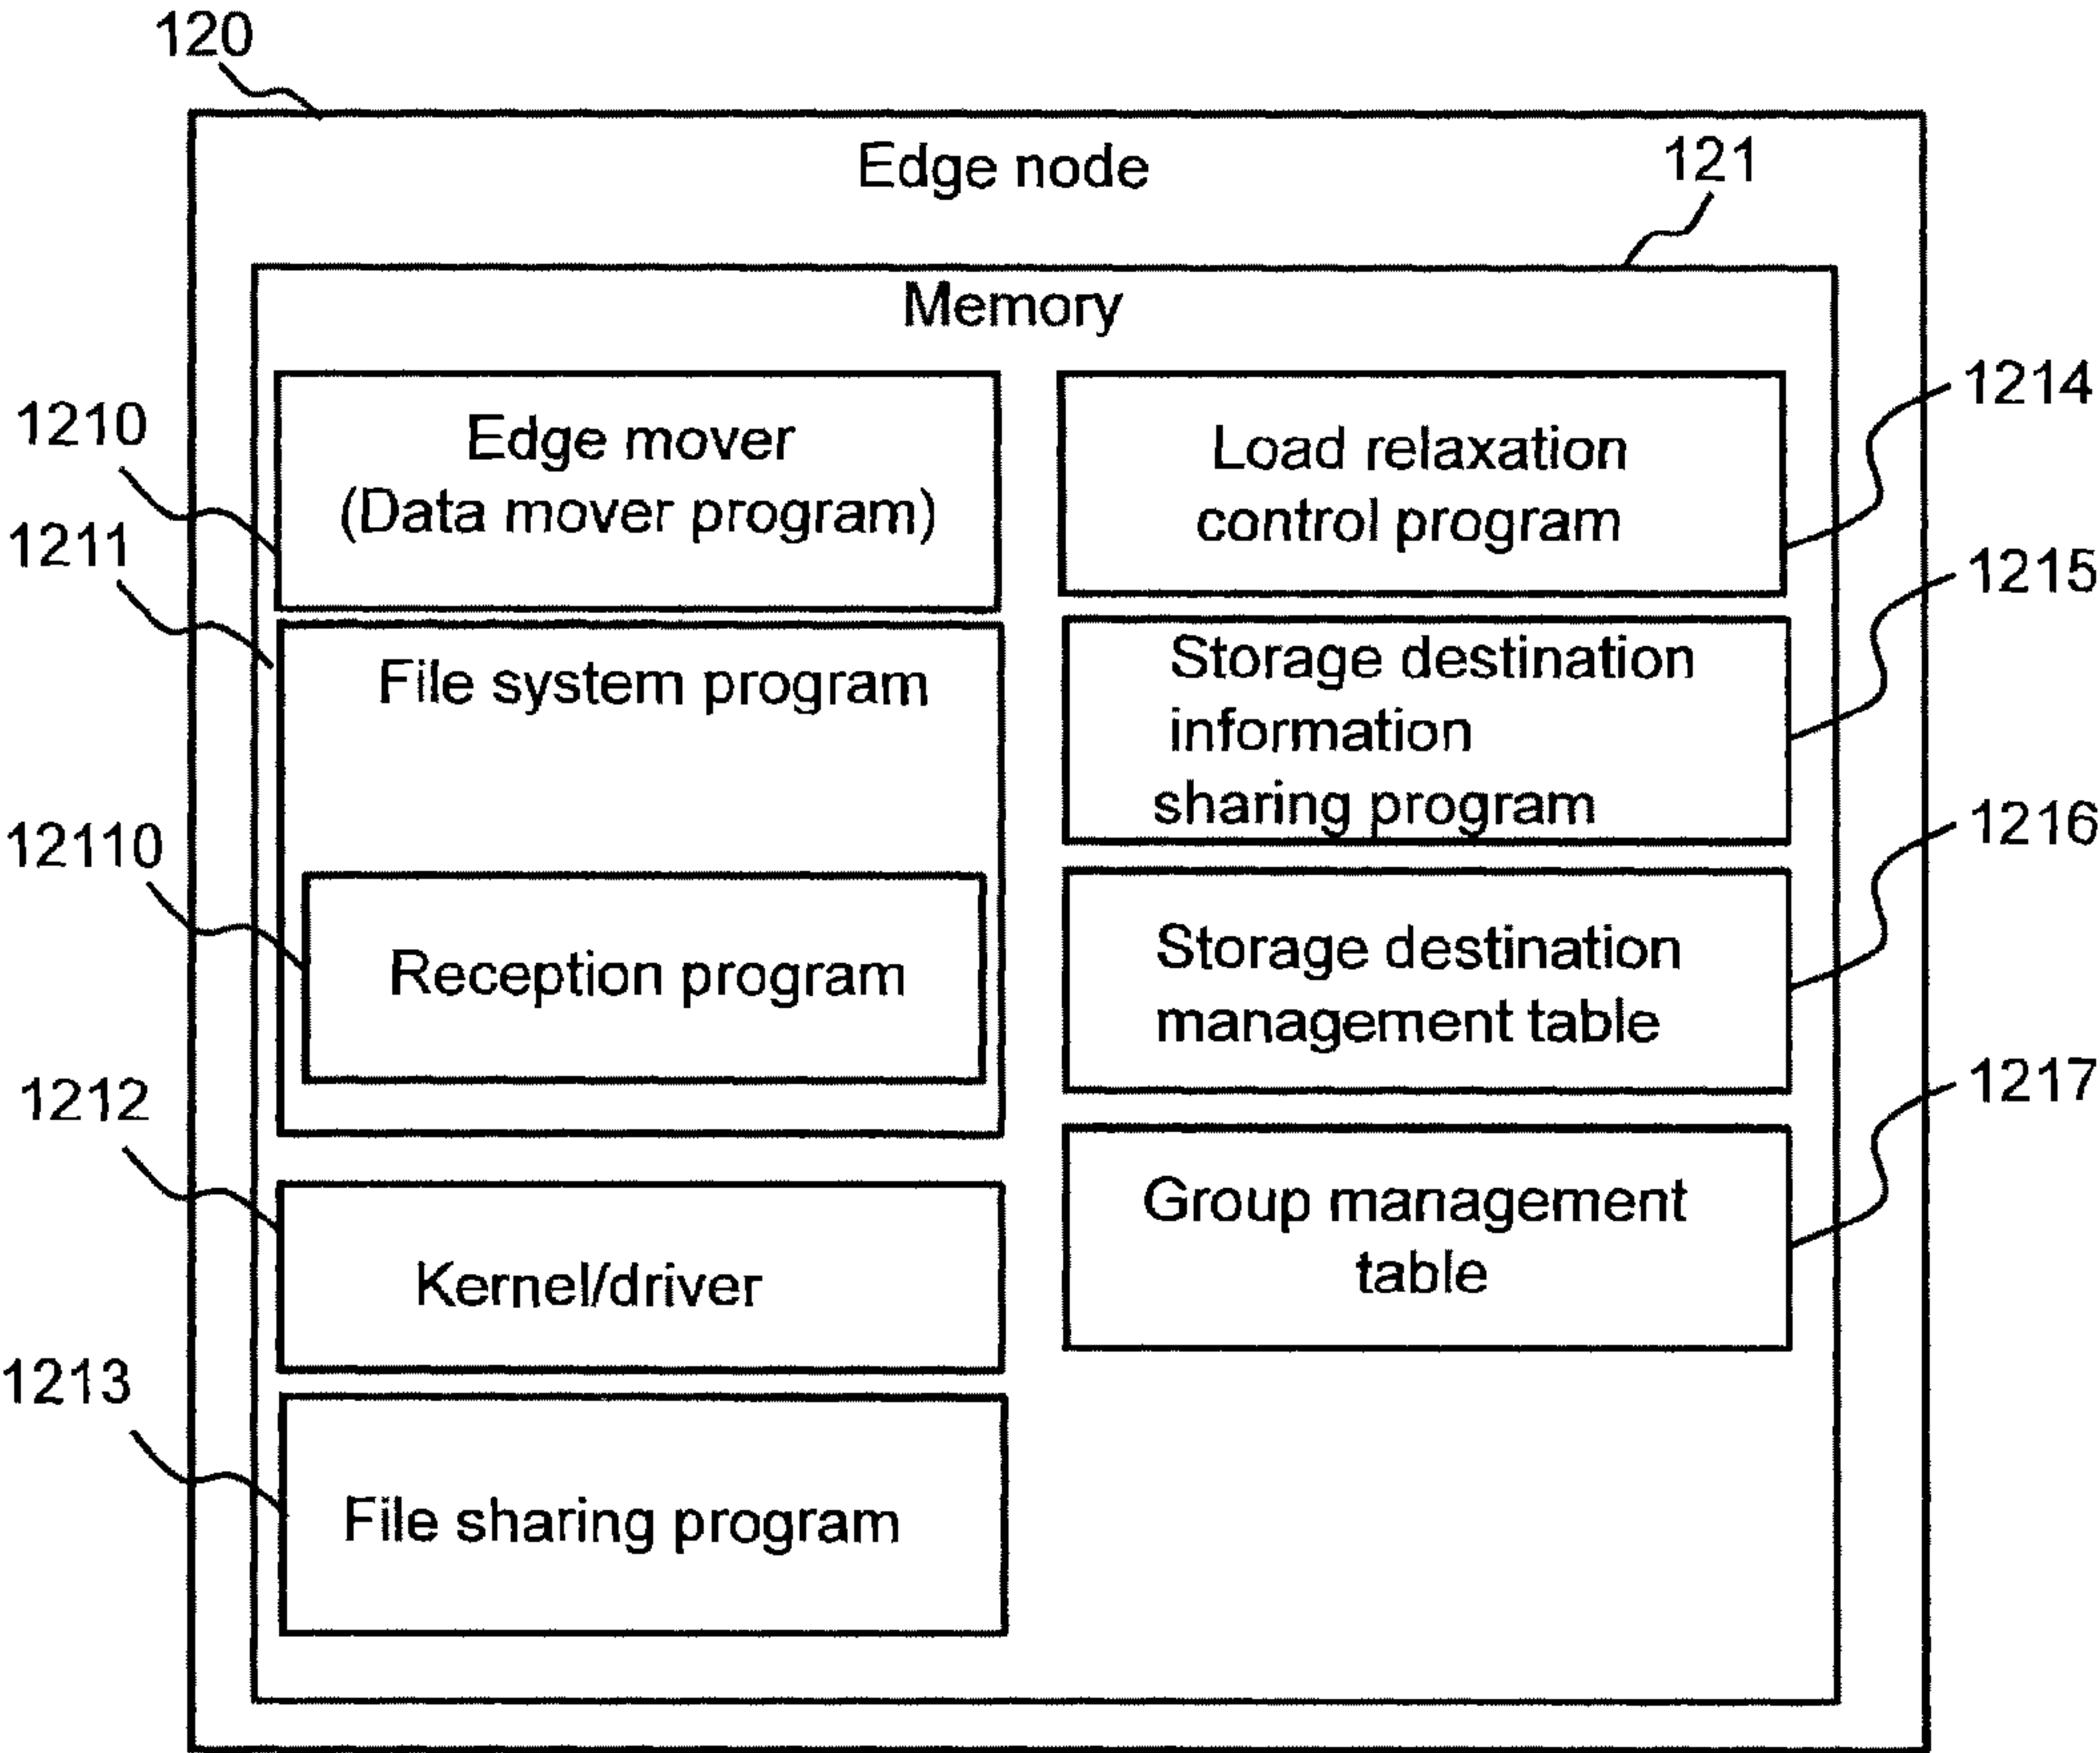 120
Edge node
121
Memory
1210
Edge mover
(Data mover program)
1211
File system program
12110
Reception program
1212
Kernel/driver
1213
File sharing program
1214
Load relaxation
control program
1215
Storage destination
information
sharing program
1216
Storage destination
management table
1217
Group management
table